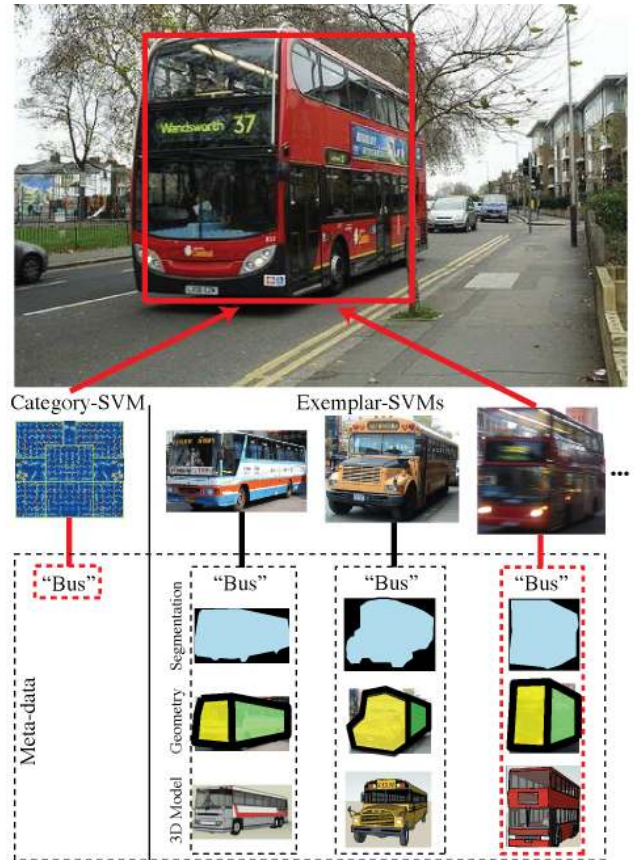 Wandsworth 37
Category-SVM
Exemplar-SVMs
...
"Bus"
"Bus"
"Bus"
"Bus"
Meta-data
Segmentation
Geometry
3D Model